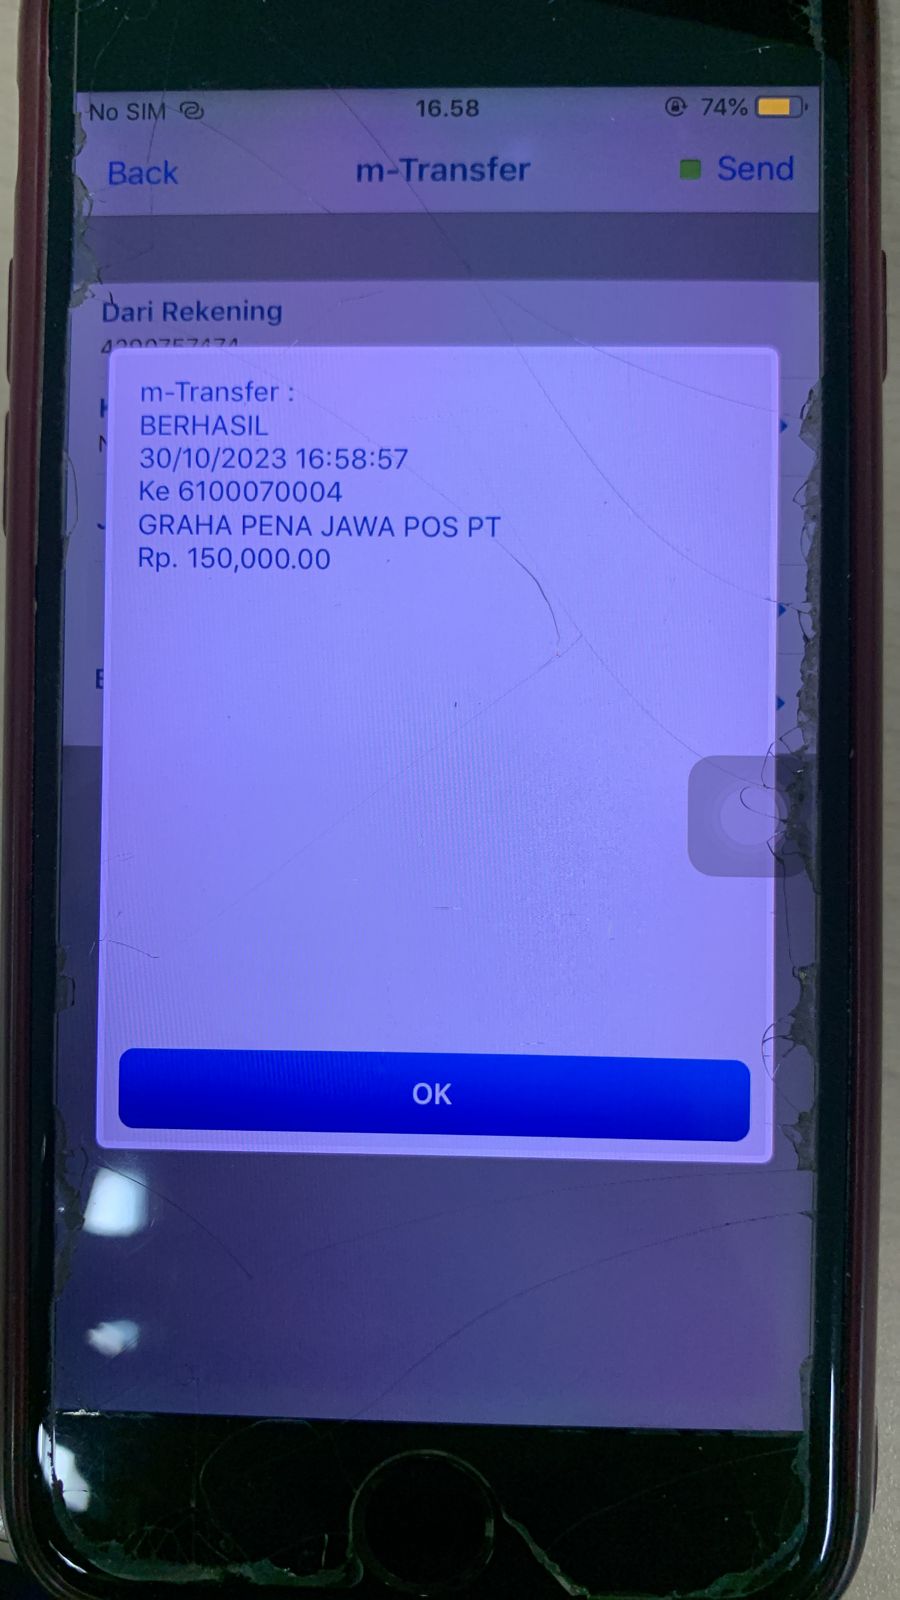 No SIM 16.58 74%
Back m-Transfer Send
Dari Rekening
m-Transfer :
BERHASIL
30/10/2023 16:58:57
Ke 6100070004
GRAHA PENA JAWA POS PT
Rp. 150,000.00
OK